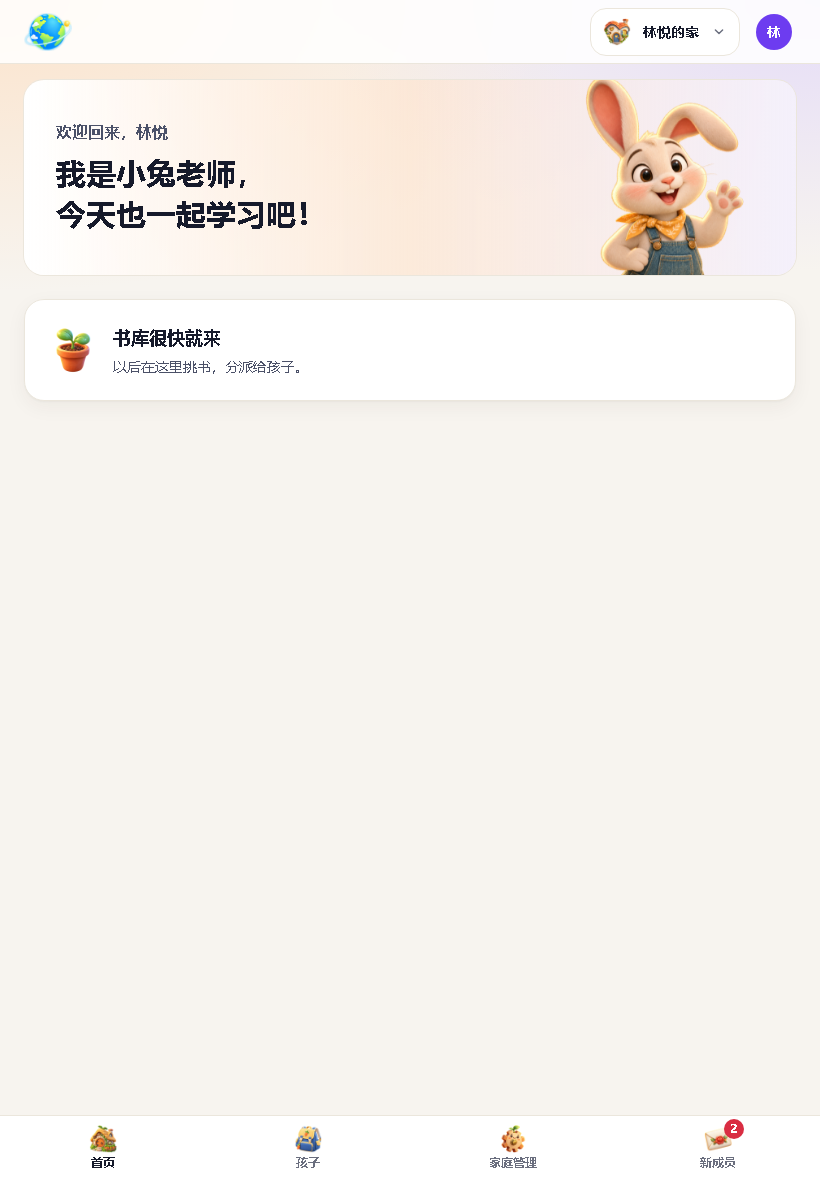 林悦的家
林
欢迎回来，林悦
我是小兔老师，
今天也一起学习吧！
书库很快就来
以后在这里挑书，分派给孩子。
首页
孩子
家庭管理
2
新成员